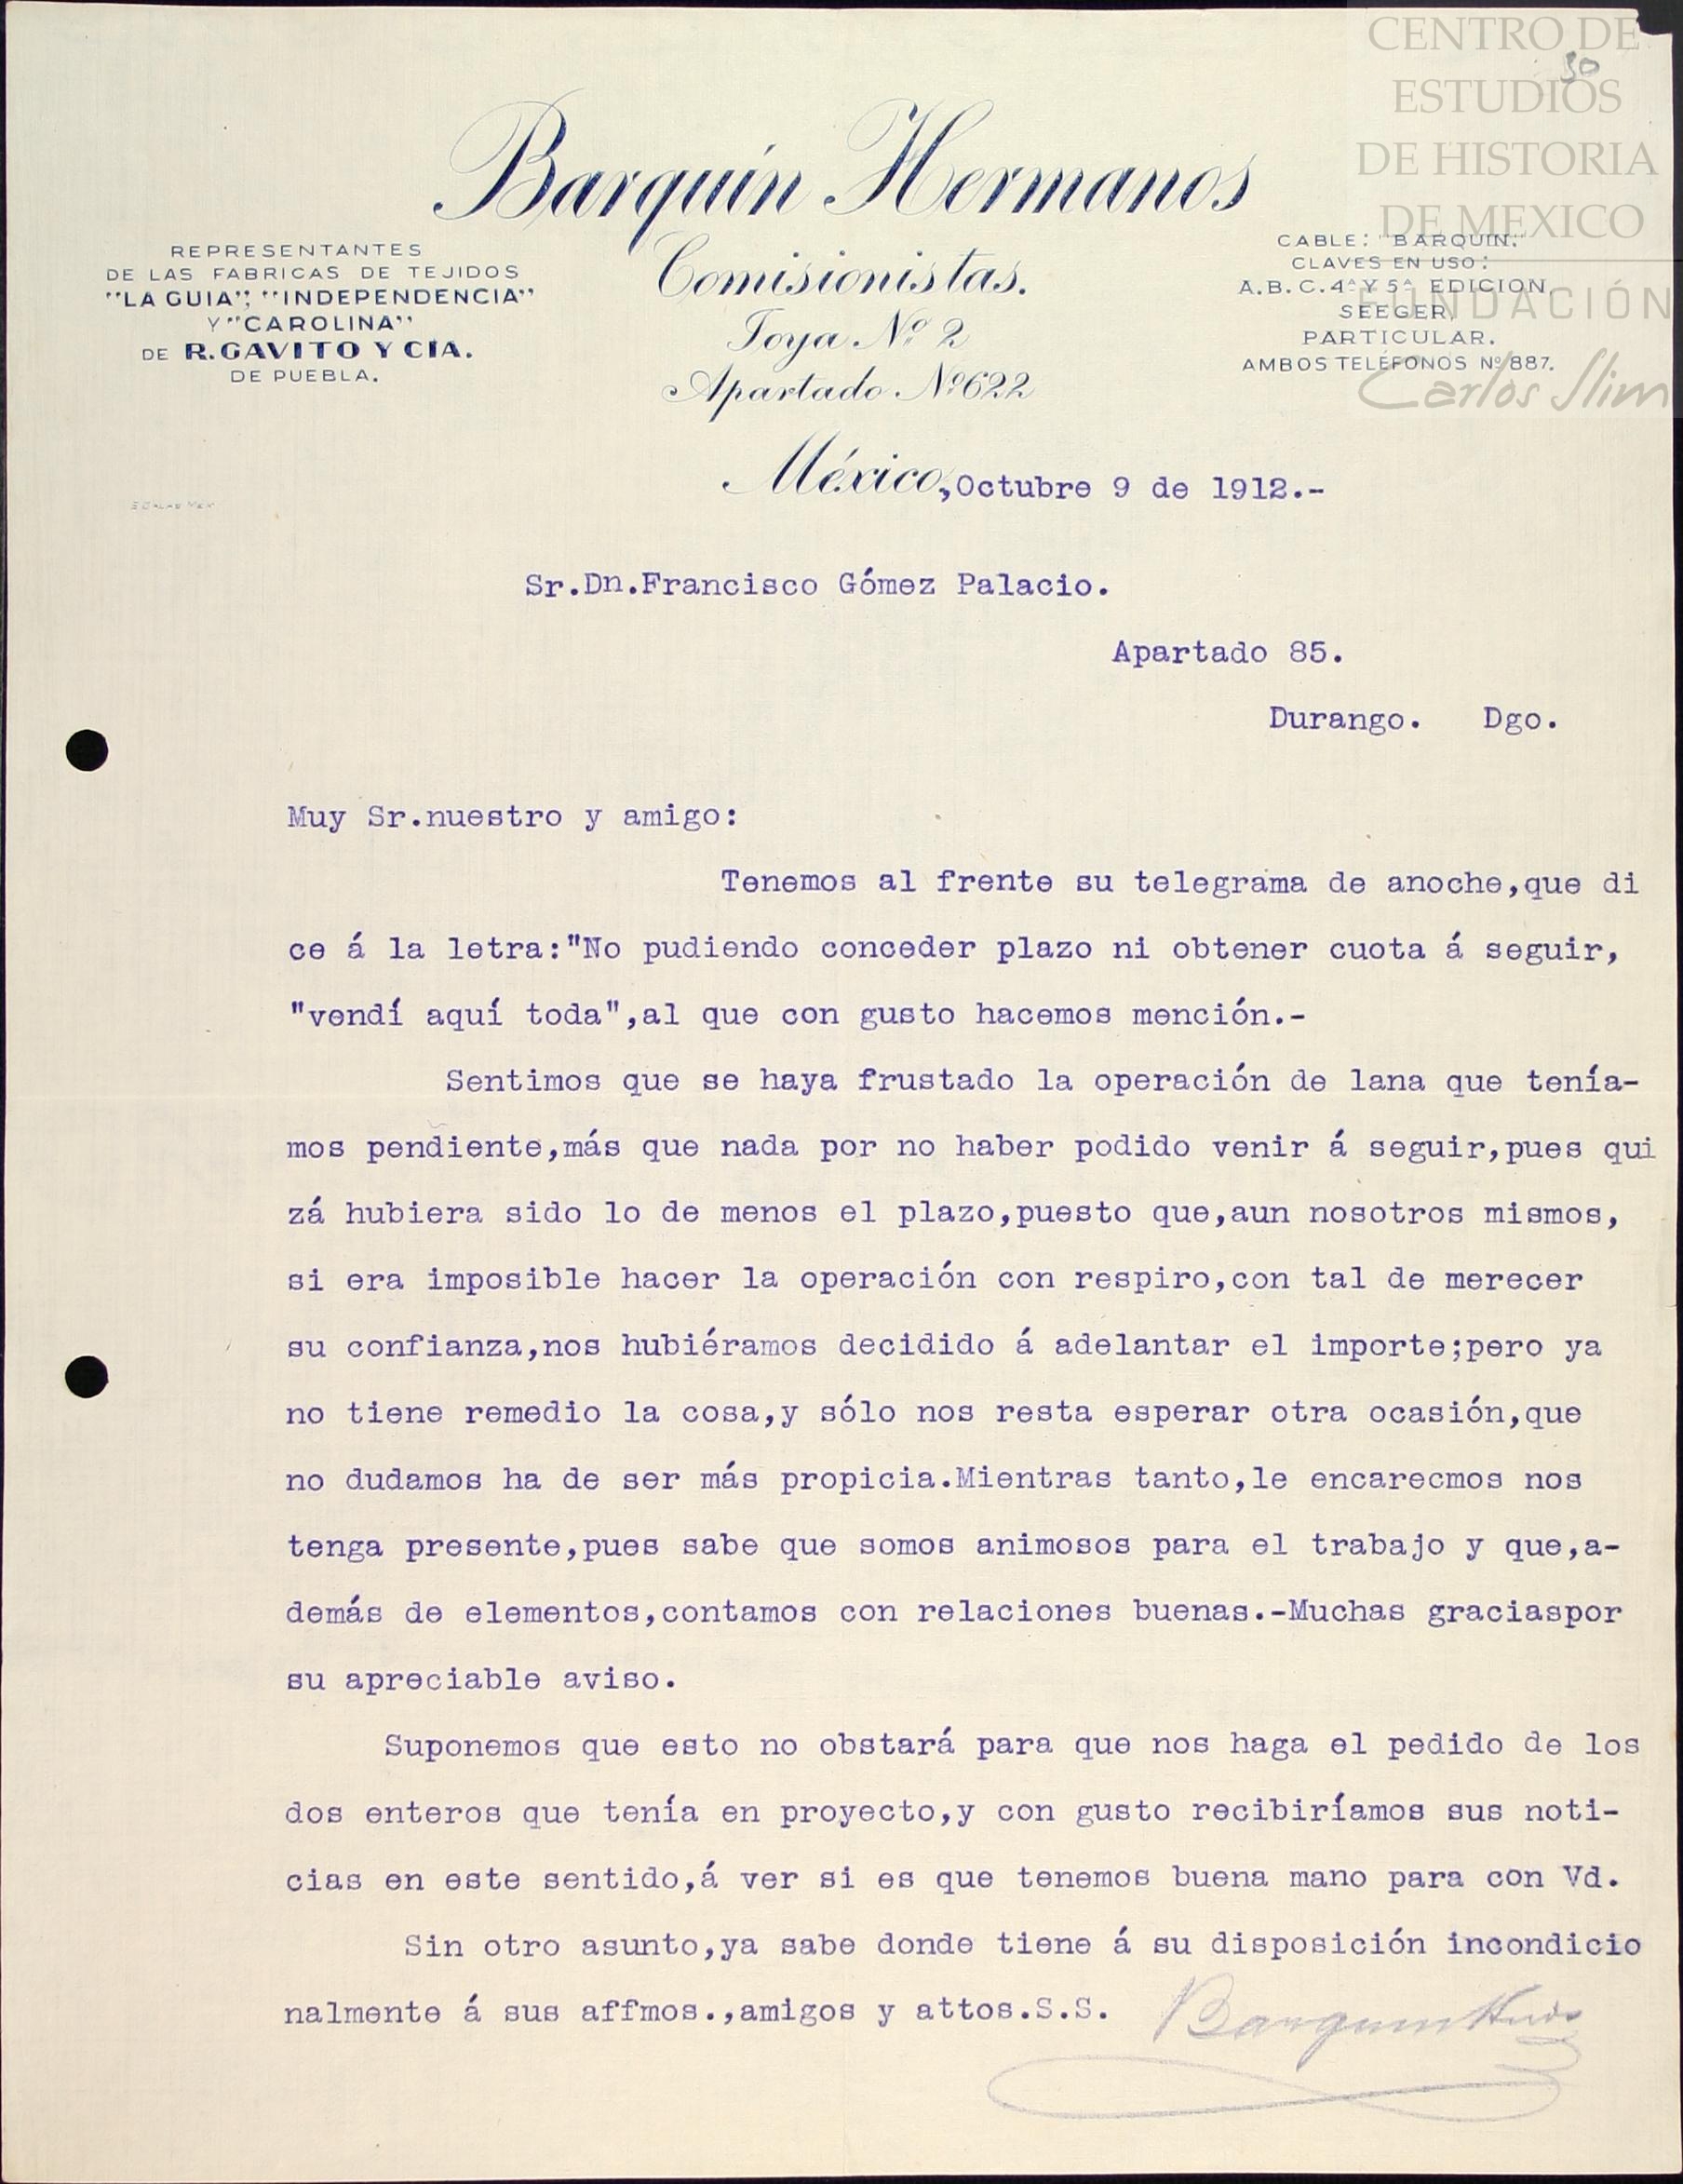 CENTRO DE
ESTUDIOS
DE HISTORIA
DE MEXICO
FUNDACIÓN
Carlos Slim
30
Barquín Hermanos
Comisionistas.
Joya Nº 2
Apartado Nº 622
REPRESENTANTES
DE LAS FABRICAS DE TEJIDOS
"LA GUIA"; "INDEPENDENCIA"
Y "CAROLINA"
DE R. GAVITO Y CIA.
DE PUEBLA.
CABLE: "BARQUIN."
CLAVES EN USO:
A.B.C. 4ª Y 5ª EDICION,
SEEGER,
PARTICULAR.
AMBOS TELÉFONOS Nº 887.
México, Octubre 9 de 1912.-
Sr.Dn.Francisco Gómez Palacio.
Apartado 85.
Durango. Dgo.
Muy Sr.nuestro y amigo:
Tenemos al frente su telegrama de anoche,que di
ce á la letra:"No pudiendo conceder plazo ni obtener cuota á seguir,
"vendí aquí toda",al que con gusto hacemos mención.-
Sentimos que se haya frustado la operación de lana que tenía-
mos pendiente,más que nada por no haber podido venir á seguir,pues qui
zá hubiera sido lo de menos el plazo,puesto que,aun nosotros mismos,
si era imposible hacer la operación con respiro,con tal de merecer
su confianza,nos hubiéramos decidido á adelantar el importe;pero ya
no tiene remedio la cosa,y sólo nos resta esperar otra ocasión,que
no dudamos ha de ser más propicia.Mientras tanto,le encarecmos nos
tenga presente,pues sabe que somos animosos para el trabajo y que,a-
demás de elementos,contamos con relaciones buenas.-Muchas graciaspor
su apreciable aviso.
Suponemos que esto no obstará para que nos haga el pedido de los
dos enteros que tenía en proyecto,y con gusto recibiríamos sus noti-
cias en este sentido,á ver si es que tenemos buena mano para con Vd.
Sin otro asunto,ya sabe donde tiene á su disposición incondicio
nalmente á sus affmos.,amigos y attos.S.S.
Barquin Hnos